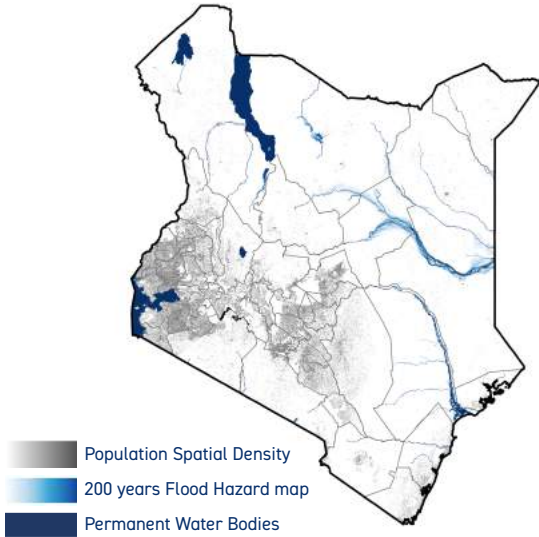 Population Spatial Density
200 years Flood Hazard map
Permanent Water Bodies